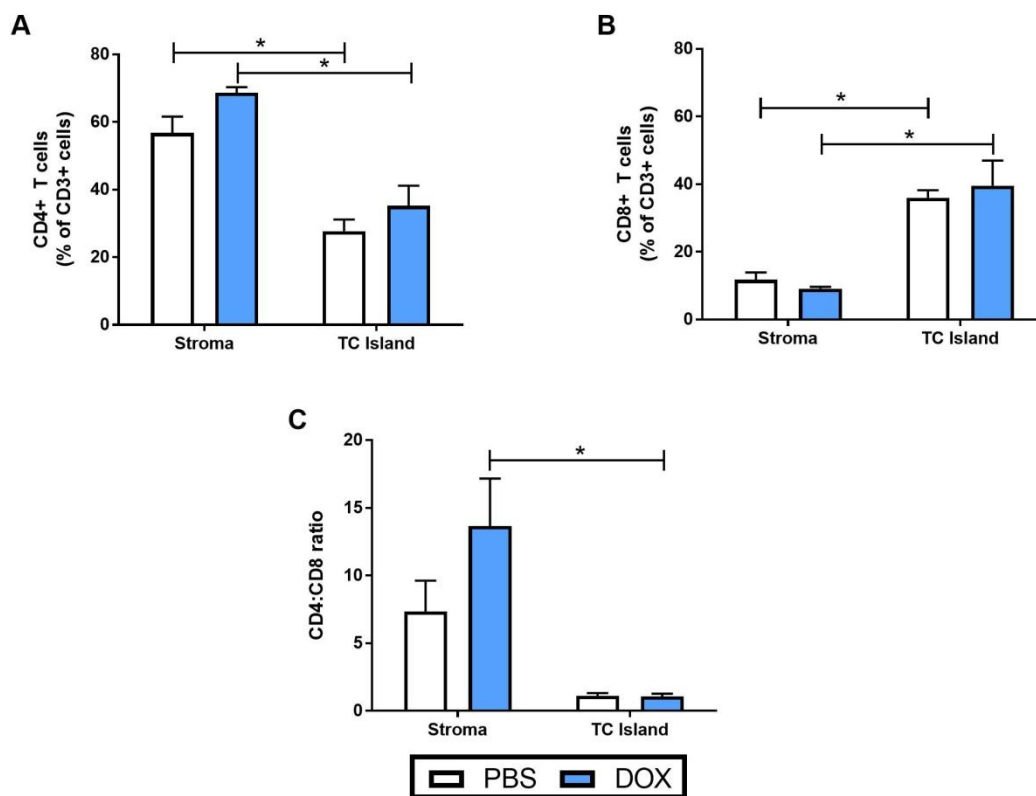 A
CD4+ T cells
(% of CD3+ cells)
80
60
40
20
0
*
*
Stroma
TC Island
B
CD8+ T cells
(% of CD3+ cells)
80
60
40
20
0
*
*
Stroma
TC Island
C
CD4:CD8 ratio
20
15
10
5
0
*
Stroma
TC Island
PBS
DOX